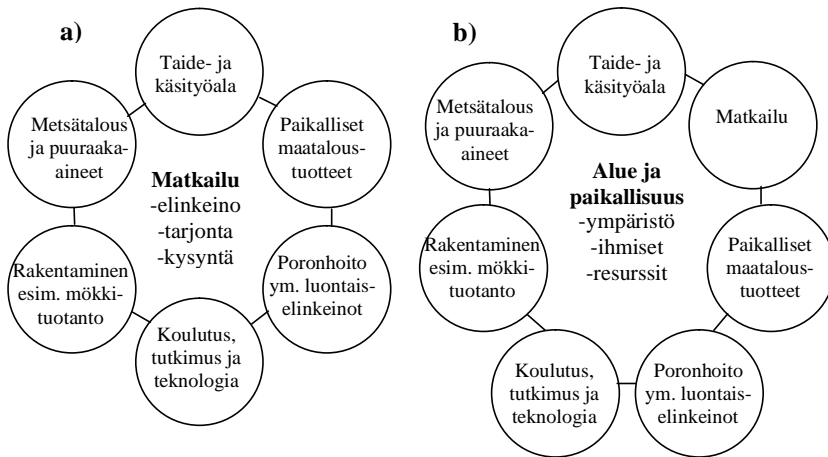 a)
Taide- ja
käsityöala
Metsätalous
ja puuraaka-
aineet
Paikalliset
maatalous-
tuotteet
Matkailu
-elinkeino
-tarjonta
-kysyntä
Rakentaminen
esim. mökki-
tuotanto
Poronhoito
ym. luontais-
elinkeinot
Koulutus,
tutkimus ja
teknologia
b)
Taide- ja
käsityöala
Metsätalous
ja puuraaka-
aineet
Matkailu
Alue ja
paikallisuus
-ympäristö
-ihmiset
-resurssit
Rakentaminen
esim. mökki-
tuotanto
Paikalliset
maatalous-
tuotteet
Koulutus,
tutkimus ja
teknologia
Poronhoito
ym. luontais-
elinkeinot